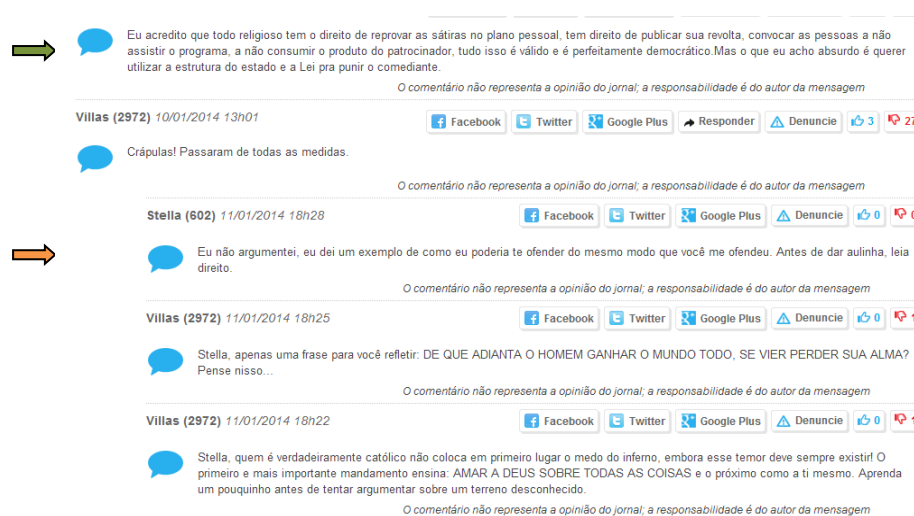 Eu acredito que todo religioso tem o direito de reprovar as sátiras no plano pessoal, tem direito de publicar sua revolta, convocar as pessoas a não
assistir o programa, a não consumir o produto do patrocinador, tudo isso é válido e é perfeitamente democrático.Mas o que eu acho absurdo é querer
utilizar a estrutura do estado e a Lei pra punir o comediante.
O comentário não representa a opinião do jornal; a responsabilidade é do autor da mensagem
Villas (2972) 10/01/2014 13h01 Facebook Twitter Google Plus Responder Denuncie 3 27
Crápulas! Passaram de todas as medidas.
O comentário não representa a opinião do jornal; a responsabilidade é do autor da mensagem
Stella (602) 11/01/2014 18h28 Facebook Twitter Google Plus Denuncie 0 0
Eu não argumentei, eu dei um exemplo de como eu poderia te ofender do mesmo modo que você me ofendeu. Antes de dar aulinha, leia
direito.
O comentário não representa a opinião do jornal; a responsabilidade é do autor da mensagem
Villas (2972) 11/01/2014 18h25 Facebook Twitter Google Plus Denuncie 0 1
Stella, apenas uma frase para você refletir: DE QUE ADIANTA O HOMEM GANHAR O MUNDO TODO, SE VIER PERDER SUA ALMA?
Pense nisso...
O comentário não representa a opinião do jornal; a responsabilidade é do autor da mensagem
Villas (2972) 11/01/2014 18h22 Facebook Twitter Google Plus Denuncie 0 1
Stella, quem é verdadeiramente católico não coloca em primeiro lugar o medo do inferno, embora esse temor deve sempre existir! O
primeiro e mais importante mandamento ensina: AMAR A DEUS SOBRE TODAS AS COISAS e o próximo como a ti mesmo. Aprenda
um pouquinho antes de tentar argumentar sobre um terreno desconhecido.
O comentário não representa a opinião do jornal; a responsabilidade é do autor da mensagem